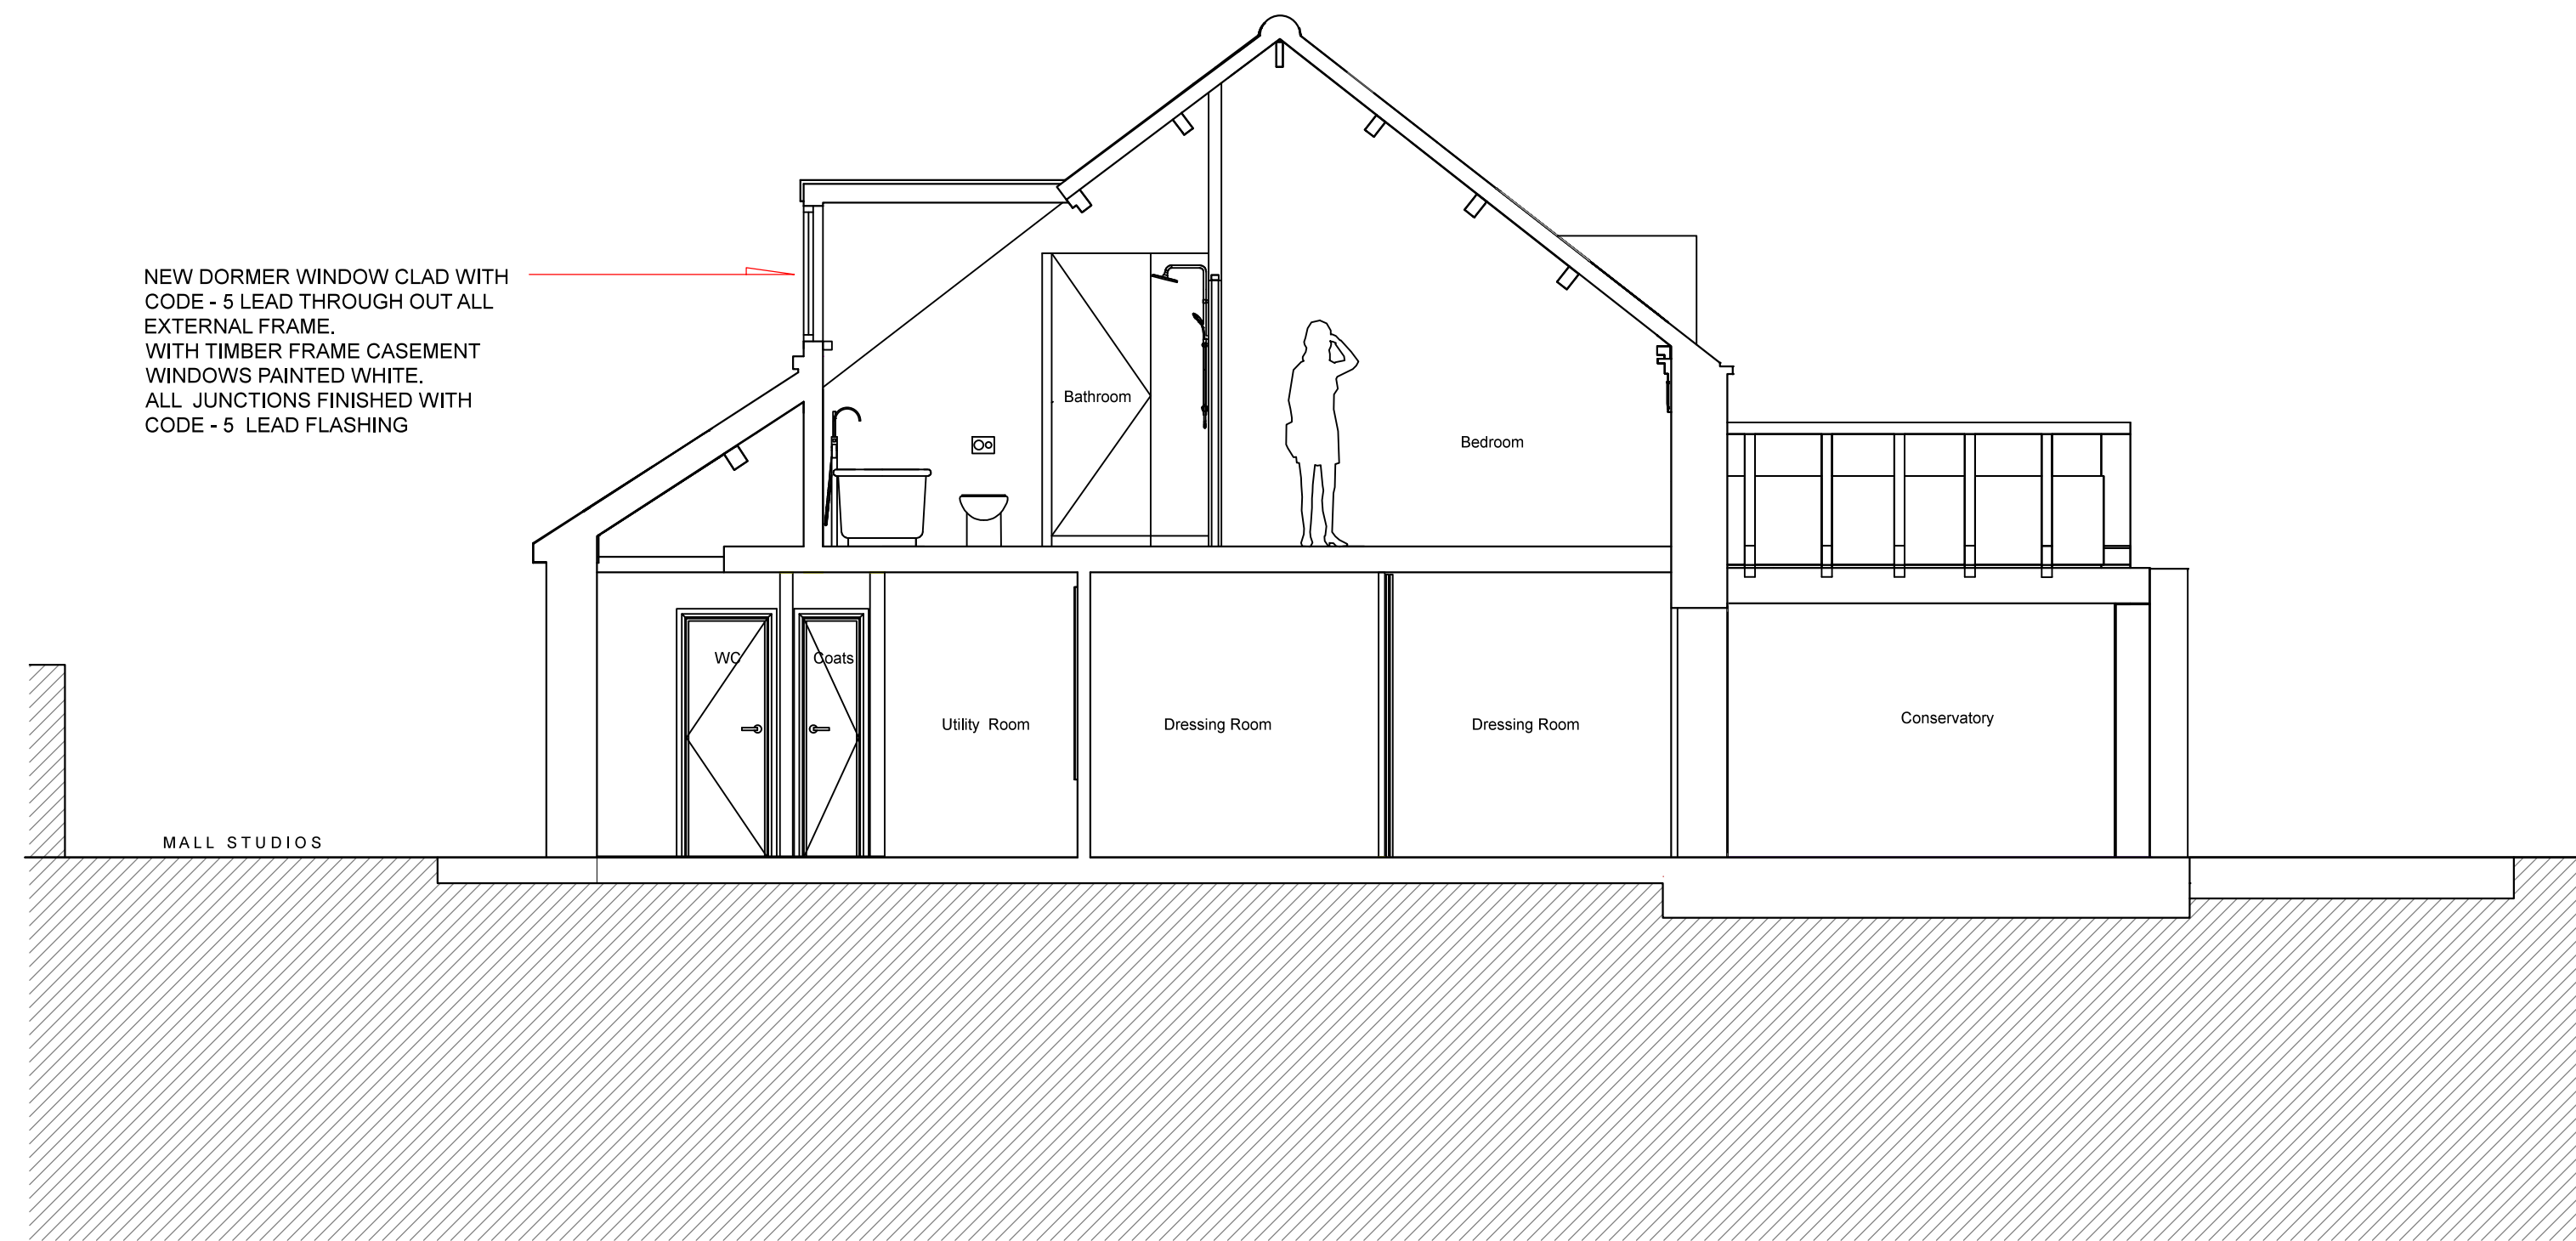 NEW DORMER WINDOW CLAD WITH
CODE - 5 LEAD THROUGH OUT ALL
EXTERNAL FRAME.
WITH TIMBER FRAME CASEMENT
WINDOWS PAINTED WHITE.
ALL JUNCTIONS FINISHED WITH
CODE - 5 LEAD FLASHING
Bathroom
Bedroom
WC
Coats
Utility Room
Dressing Room
Dressing Room
Conservatory
MALL STUDIOS